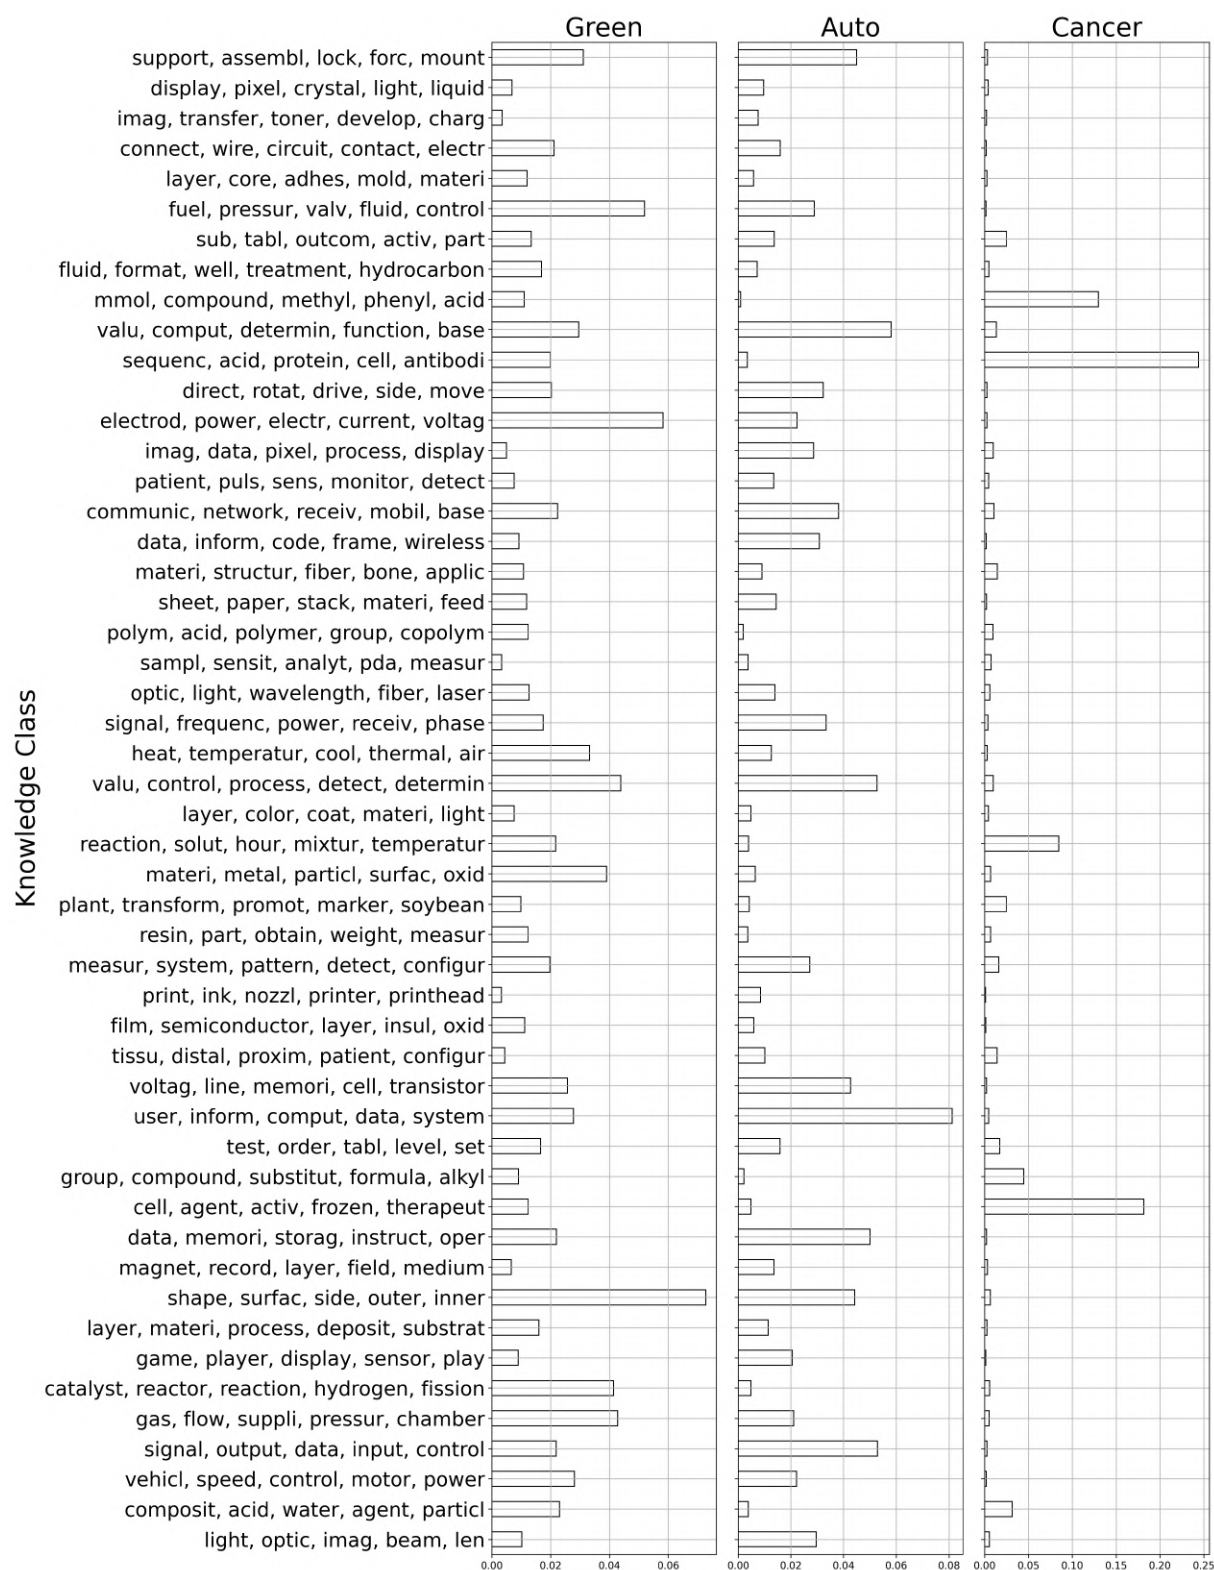 Green Auto Cancer
support, assembl, lock, forc, mount
display, pixel, crystal, light, liquid
imag, transfer, toner, develop, charg
connect, wire, circuit, contact, electr
layer, core, adhes, mold, materi
fuel, pressur, valv, fluid, control
sub, tabl, outcom, activ, part
fluid, format, well, treatment, hydrocarbon
mmol, compound, methyl, phenyl, acid
valu, comput, determin, function, base
sequenc, acid, protein, cell, antibodi
direct, rotat, drive, side, move
electrod, power, electr, current, voltag
imag, data, pixel, process, display
patient, puls, sens, monitor, detect
communic, network, receiv, mobil, base
data, inform, code, frame, wireless
materi, structur, fiber, bone, applic
sheet, paper, stack, materi, feed
polym, acid, polymer, group, copolym
sampl, sensit, analyt, pda, measur
optic, light, wavelength, fiber, laser
signal, frequenc, power, receiv, phase
heat, temperatur, cool, thermal, air
valu, control, process, detect, determin
layer, color, coat, materi, light
reaction, solut, hour, mixtur, temperatur
materi, metal, particl, surfac, oxid
plant, transform, promot, marker, soybean
resin, part, obtain, weight, measur
measur, system, pattern, detect, configur
print, ink, nozzl, printer, printhead
film, semiconductor, layer, insul, oxid
tissu, distal, proxim, patient, configur
voltag, line, memori, cell, transistor
user, inform, comput, data, system
test, order, tabl, level, set
group, compound, substitut, formula, alkyl
cell, agent, activ, frozen, therapeut
data, memori, storag, instruct, oper
magnet, record, layer, field, medium
shape, surfac, side, outer, inner
layer, materi, process, deposit, substrat
game, player, display, sensor, play
catalyst, reactor, reaction, hydrogen, fission
gas, flow, suppli, pressur, chamber
signal, output, data, input, control
vehicl, speed, control, motor, power
composit, acid, water, agent, particl
light, optic, imag, beam, len
Knowledge Class
0.00 0.02 0.04 0.06
0.00 0.02 0.04 0.06 0.08
0.00 0.05 0.10 0.15 0.20 0.25